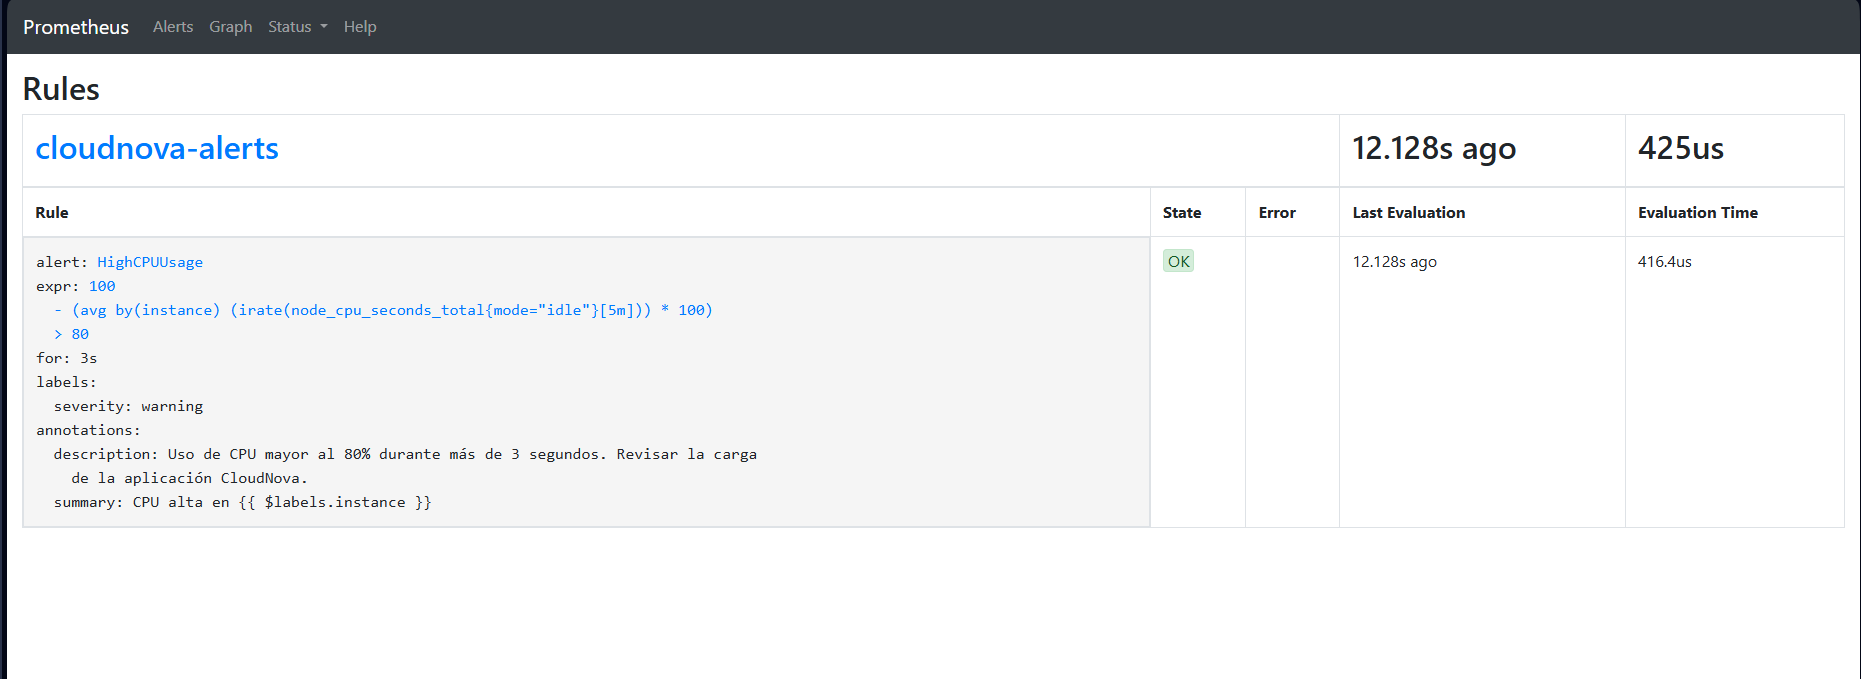 Prometheus Alerts Graph Status Help
Rules
cloudnova-alerts 12.128s ago 425us
Rule State Error Last Evaluation Evaluation Time
alert: HighCPUUsage OK 12.128s ago 416.4us
expr: 100
- (avg by(instance) (irate(node_cpu_seconds_total{mode="idle"}[5m])) * 100)
> 80
for: 3s
labels:
severity: warning
annotations:
description: Uso de CPU mayor al 80% durante más de 3 segundos. Revisar la carga
de la aplicación CloudNova.
summary: CPU alta en {{ $labels.instance }}